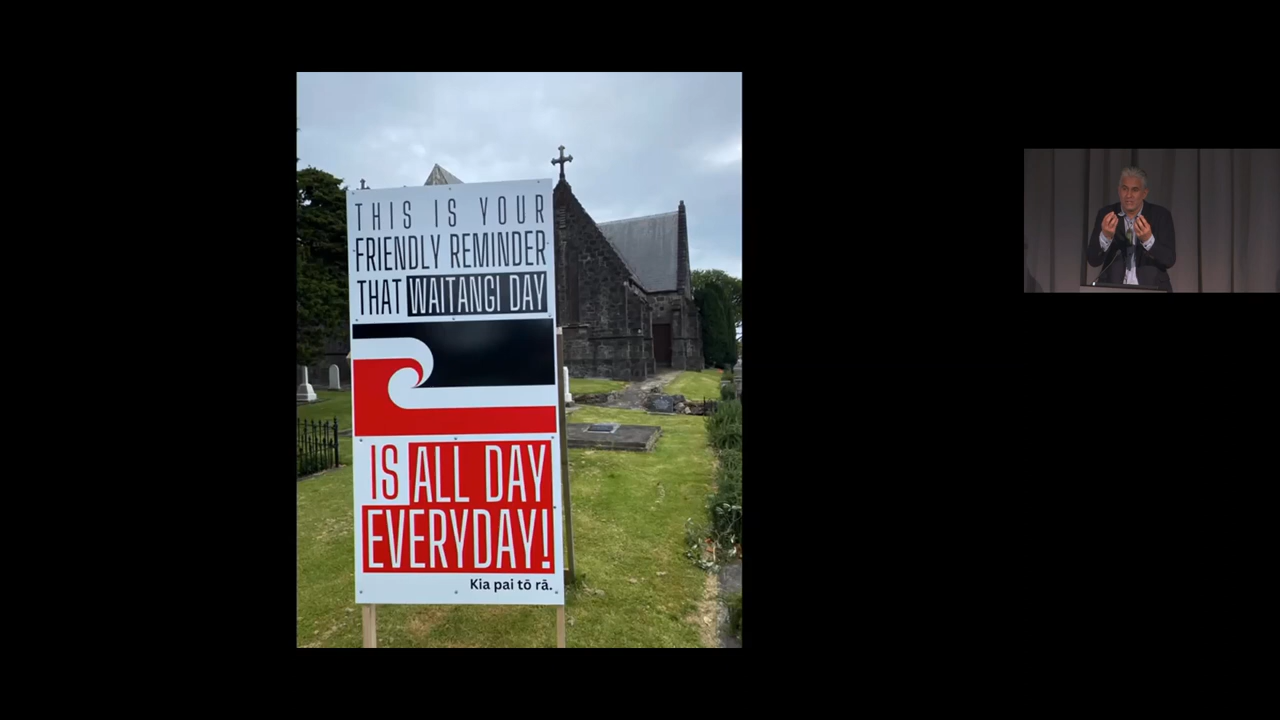 THIS IS YOUR
FRIENDLY REMINDER
THAT WAITANGI DAY
IS ALL DAY
EVERYDAY!
Kia pai tō rā.